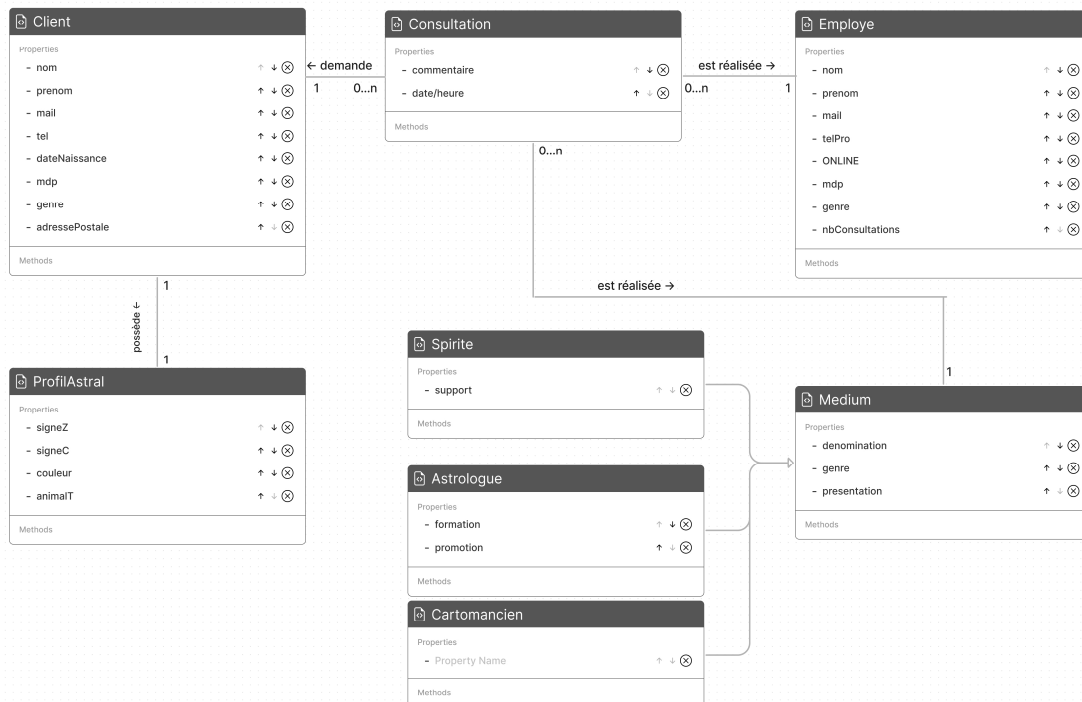 Client
Properties
- nom
- prenom
- mail
- tel
- dateNaissance
- mdp
- genre
- adressePostale
Methods
← demande
1 0...n
Consultation
Properties
- commentaire
- date/heure
Methods
0...n
est réalisée →
0...n 1
Employe
Properties
- nom
- prenom
- mail
- telPro
- ONLINE
- mdp
- genre
- nbConsultations
Methods
1
possède ←
1
est réalisée →
1
ProfilAstral
Properties
- signeZ
- signeC
- couleur
- animalT
Methods
Spirite
Properties
- support
Methods
Astrologue
Properties
- formation
- promotion
Methods
Cartomancien
Properties
- Property Name
Methods
Medium
Properties
- denomination
- genre
- presentation
Methods